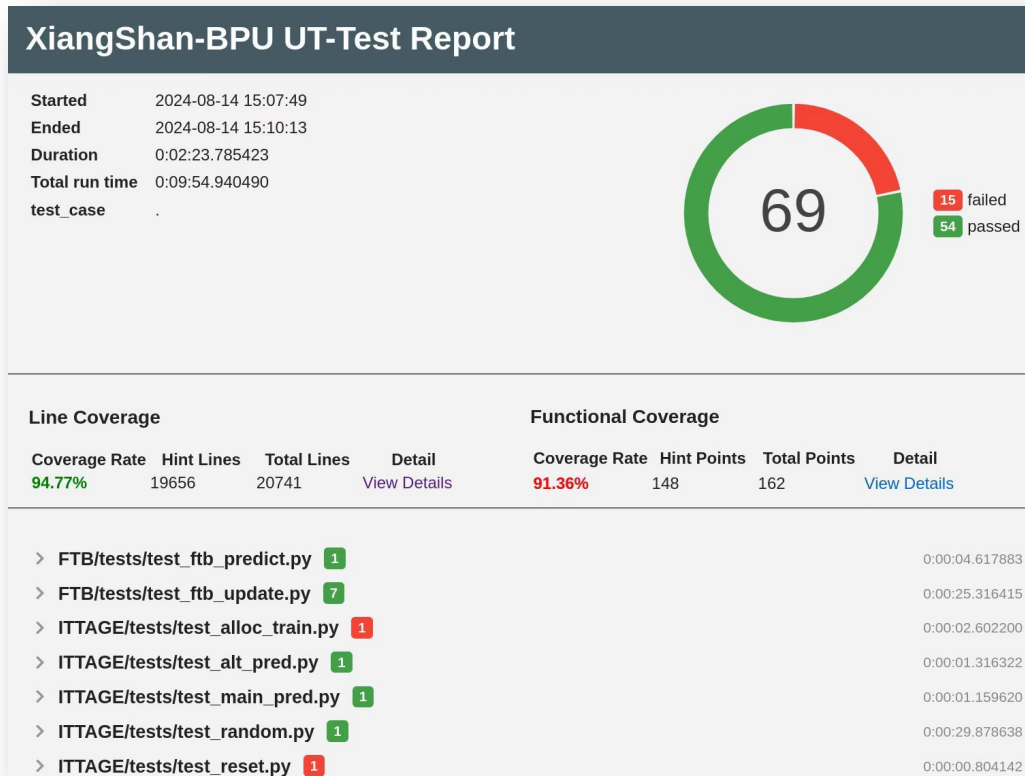 XiangShan-BPU UT-Test Report
Started 2024-08-14 15:07:49
Ended 2024-08-14 15:10:13
Duration 0:02:23.785423
Total run time 0:09:54.940490
test_case .
69
15 failed
54 passed
Line Coverage
Coverage Rate Hint Lines Total Lines Detail
94.77% 19656 20741 View Details
Functional Coverage
Coverage Rate Hint Points Total Points Detail
91.36% 148 162 View Details
FTB/tests/test_ftb_predict.py 1 0:00:04.617883
FTB/tests/test_ftb_update.py 7 0:00:25.316415
ITTAGE/tests/test_alloc_train.py 1 0:00:02.602200
ITTAGE/tests/test_alt_pred.py 1 0:00:01.316322
ITTAGE/tests/test_main_pred.py 1 0:00:01.159620
ITTAGE/tests/test_random.py 1 0:00:29.878638
ITTAGE/tests/test_reset.py 1 0:00:00.804142